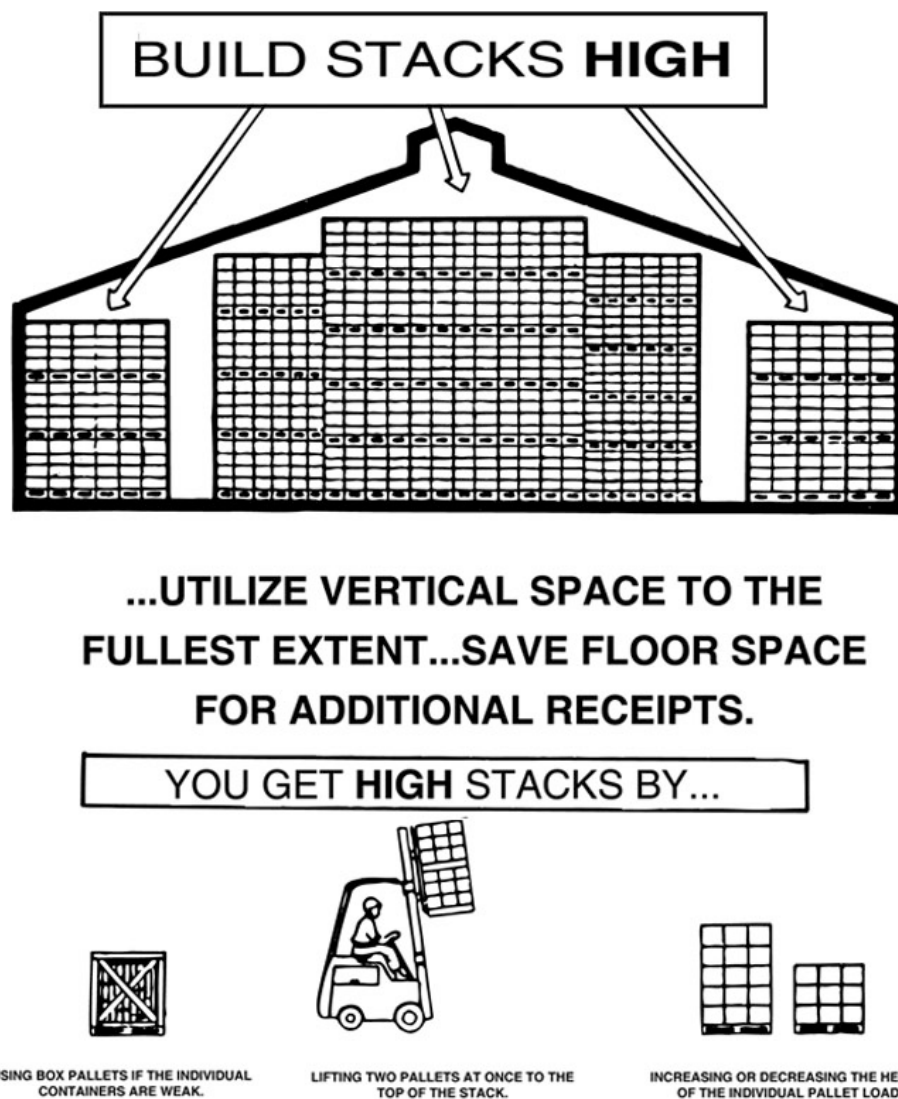 BUILD STACKS HIGH
...UTILIZE VERTICAL SPACE TO THE
FULLEST EXTENT...SAVE FLOOR SPACE
FOR ADDITIONAL RECEIPTS.
YOU GET HIGH STACKS BY...
BOX PALLETS IF THE INDIVIDUAL
CONTAINERS ARE WEAK.
LIFTING TWO PALLETS AT ONCE TO THE
TOP OF THE STACK.
INCREASING OR DECREASING THE
OF THE INDIVIDUAL PALLET LOAD